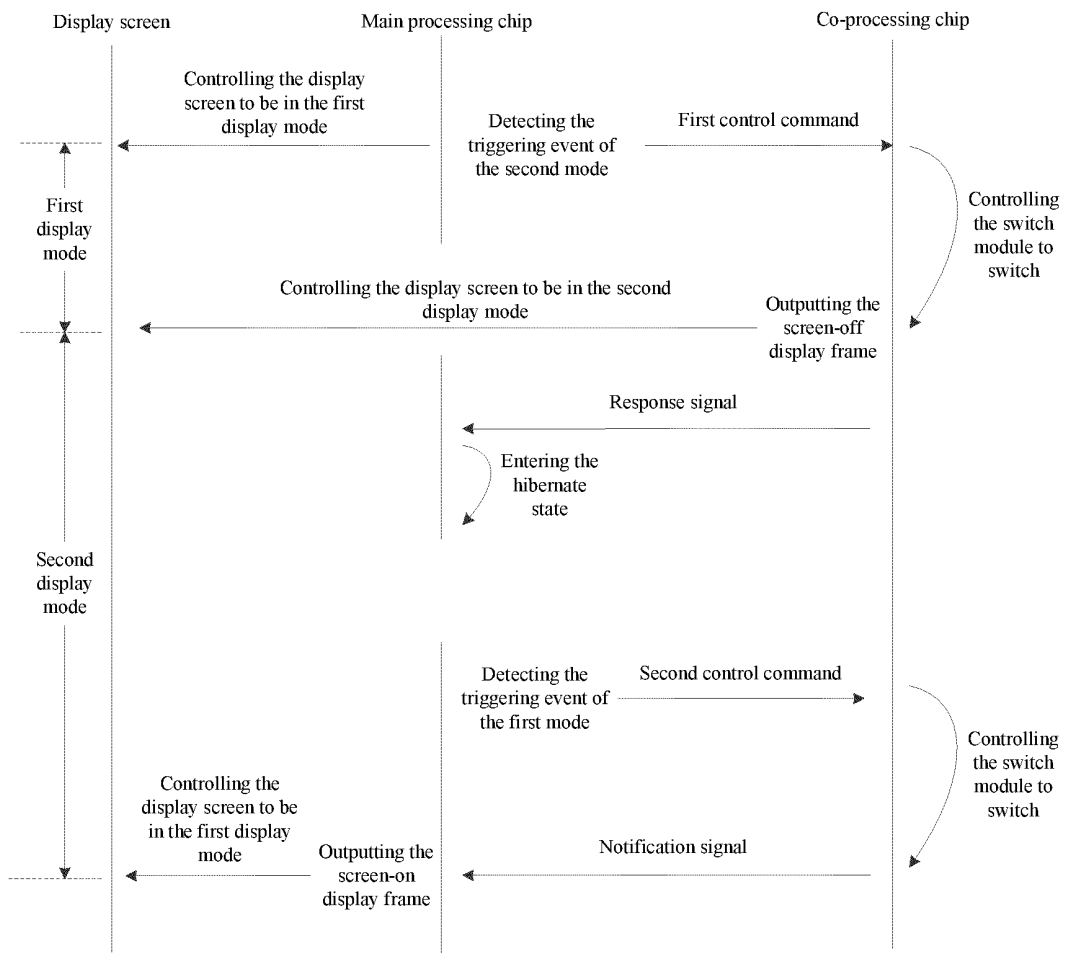 Display screen
Main processing chip
Co-processing chip
Controlling the display
screen to be in the first
display mode
Detecting the
triggering event of
the second mode
First control command
First
display
mode
Controlling
the switch
module to
switch
Controlling the display screen to be in the second
display mode
Outputting the
screen-off
display frame
Response signal
Entering the
hibernate
state
Second
display
mode
Detecting the
triggering event of
the first mode
Second control command
Controlling
the switch
module to
switch
Controlling the
display screen to be
in the first display
mode
Outputting the
screen-on
display frame
Notification signal